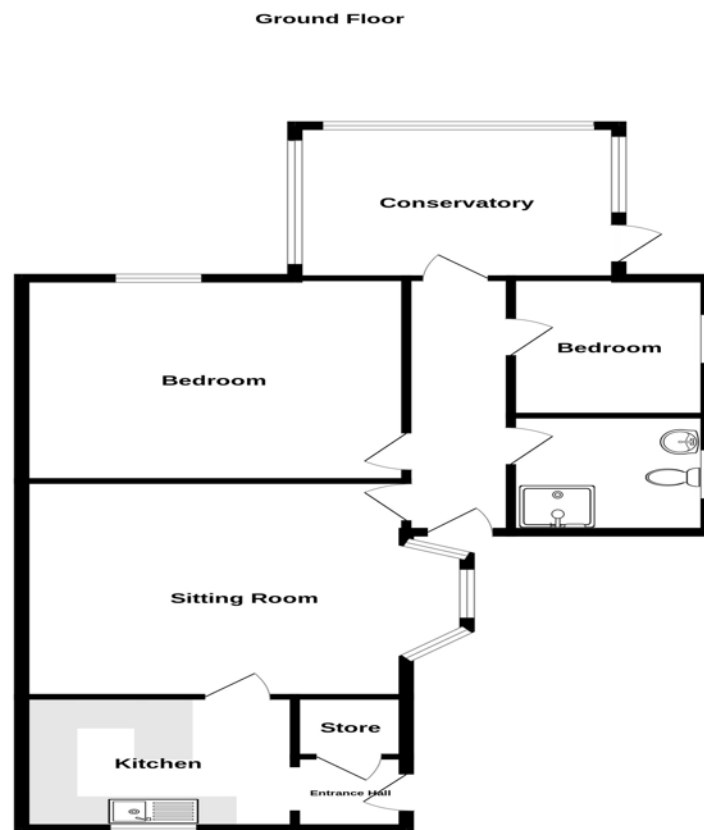 Ground Floor
Conservatory
Bedroom
Bedroom
Sitting Room
Store
Kitchen
Entrance Hall